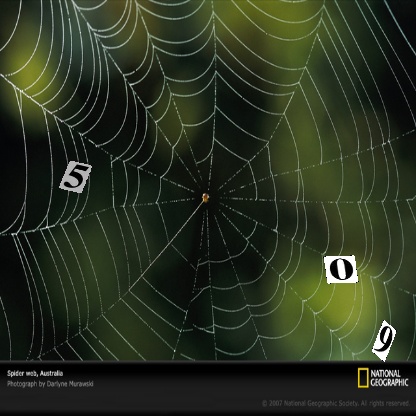 5
0
9
Spider web, Australia
Photograph by Darlyne Murawski
NATIONAL
GEOGRAPHIC
© 2007 National Geographic Society. All rights reserved.